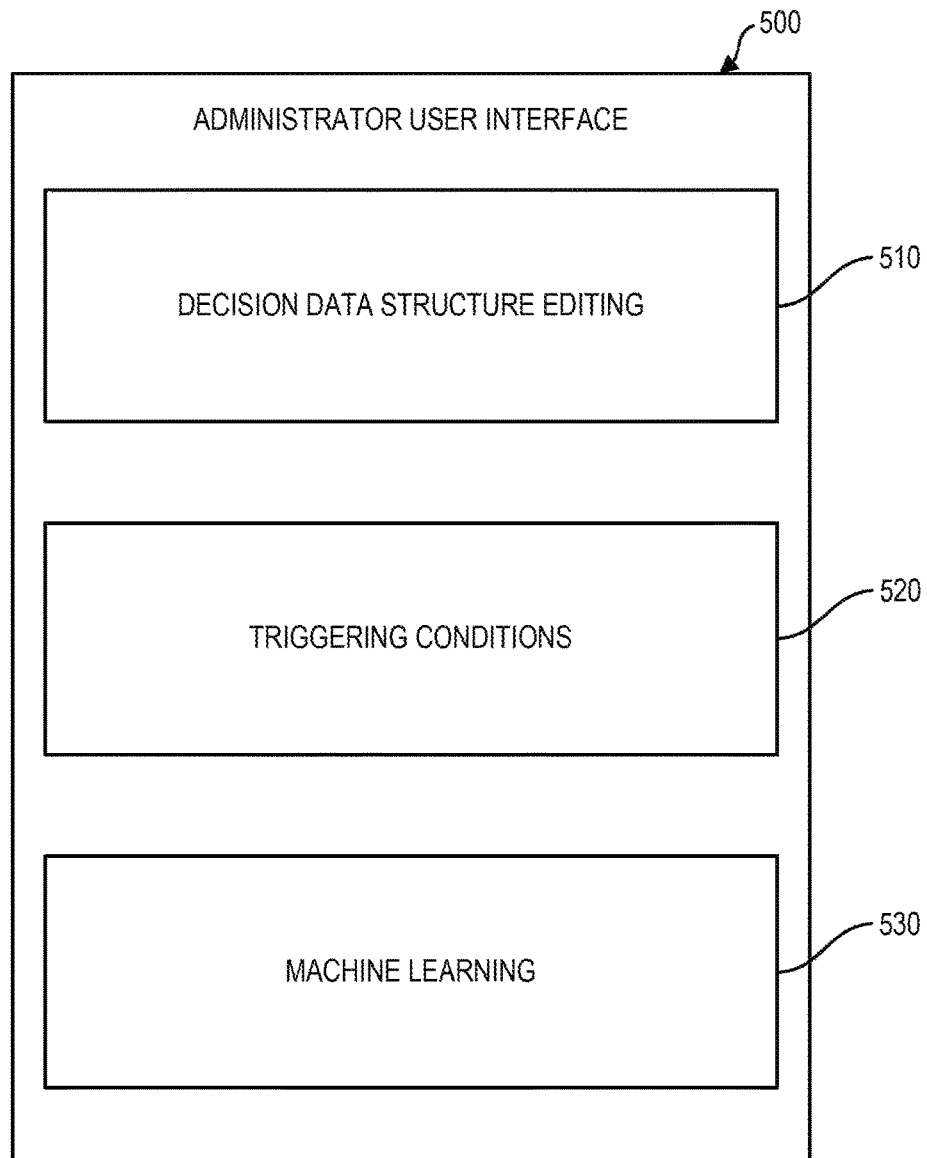 500
ADMINISTRATOR USER INTERFACE
510
DECISION DATA STRUCTURE EDITING
520
TRIGGERING CONDITIONS
530
MACHINE LEARNING